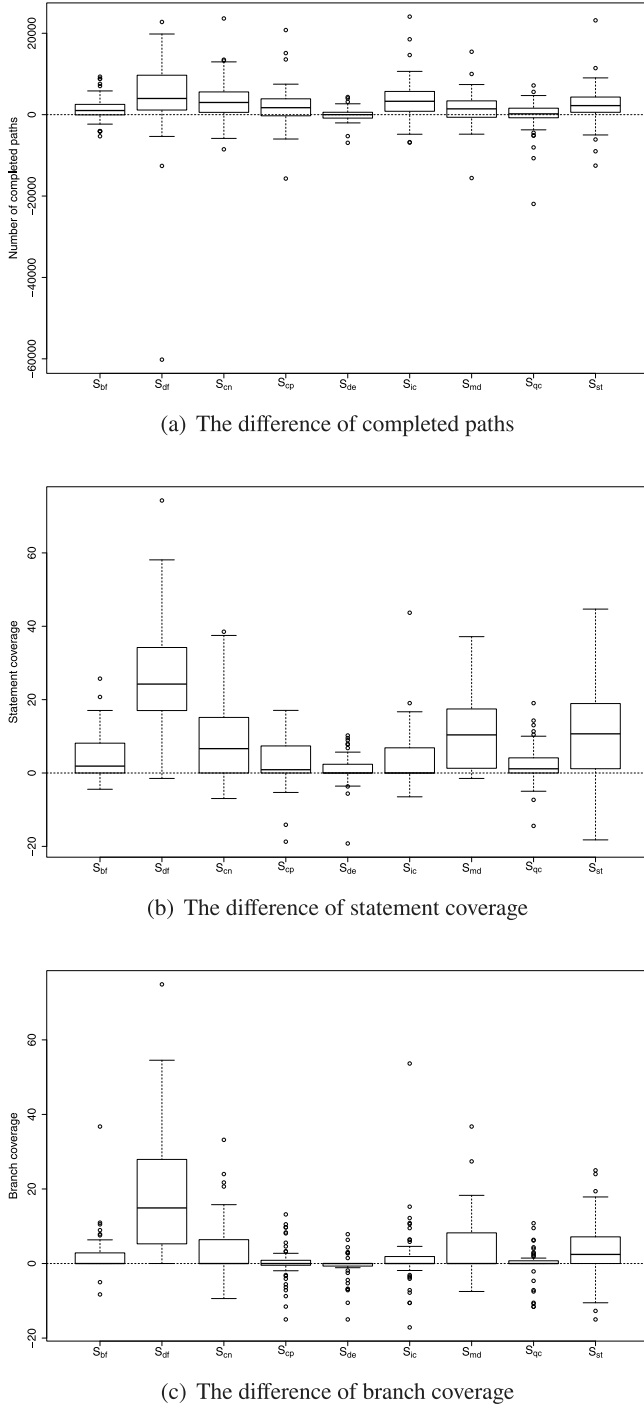 20000
0
−20000
−40000
−60000
Number of completed paths
S_bf S_df S_cn S_cp S_de S_ic S_md S_qc S_st
(a) The difference of completed paths
60
40
20
0
−20
Statement coverage
S_bf S_df S_cn S_cp S_de S_ic S_md S_qc S_st
(b) The difference of statement coverage
60
40
20
0
−20
Branch coverage
S_bf S_df S_cn S_cp S_de S_ic S_md S_qc S_st
(c) The difference of branch coverage